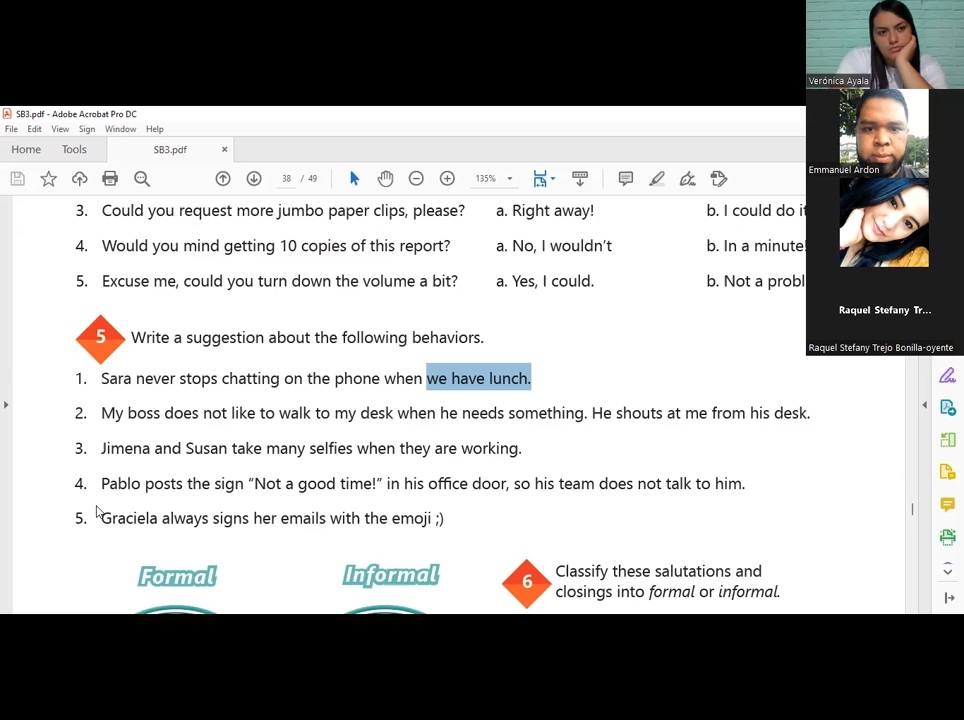 Verónica Ayala
SB3.pdf - Adobe Acrobat Pro DC
File Edit View Sign Window Help
Home Tools SB3.pdf ×
38 / 49 135%
Emmuel Ardon
3. Could you request more jumbo paper clips, please? a. Right away! b. I could do it
4. Would you mind getting 10 copies of this report? a. No, I wouldn't b. In a minute!
5. Excuse me, could you turn down the volume a bit? a. Yes, I could. b. Not a probl
Raquel Stefany Tr...
Raquel Stefany Trejo Bonilla-oyente
5 Write a suggestion about the following behaviors.
1. Sara never stops chatting on the phone when we have lunch.
2. My boss does not like to walk to my desk when he needs something. He shouts at me from his desk.
3. Jimena and Susan take many selfies when they are working.
4. Pablo posts the sign “Not a good time!” in his office door, so his team does not talk to him.
5. Graciela always signs her emails with the emoji ;)
Formal Informal
6 Classify these salutations and
closings into formal or informal.